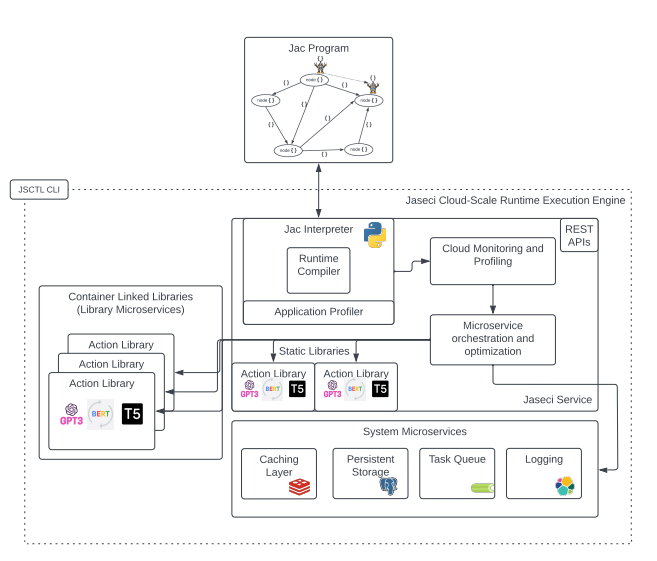 Jac Program
{ }
{ }
node { }
{ }
{ }
node { }
{ }
node { }
{ }
{ }
{ }
node { }
{ }
node { }
JSCTL CLI
Jaseci Cloud-Scale Runtime Execution Engine
Jac Interpreter
Runtime
Compiler
Application Profiler
REST
APIs
Cloud Monitoring and
Profiling
Microservice
orchestration and
optimization
Container Linked Libraries
(Library Microservices)
Action Library
Action Library
Action Library
GPT3
BERT
T5
Static Libraries
Action Library
GPT3
BERT
T5
Action Library
GPT3
BERT
T5
Jaseci Service
System Microservices
Caching
Layer
Persistent
Storage
Task Queue
Logging